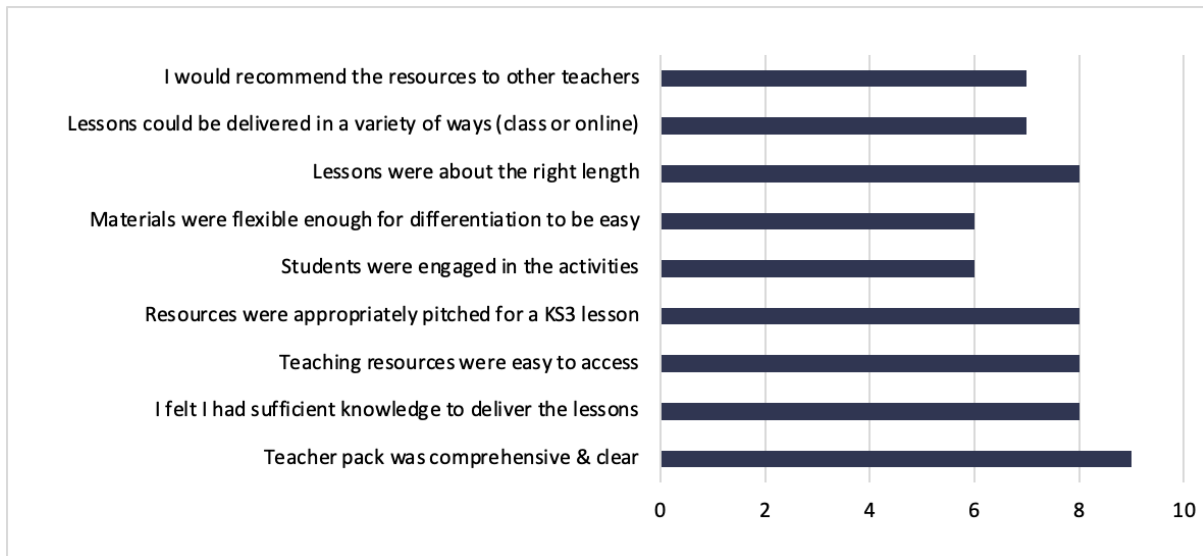 I would recommend the resources to other teachers
Lessons could be delivered in a variety of ways (class or online)
Lessons were about the right length
Materials were flexible enough for differentiation to be easy
Students were engaged in the activities
Resources were appropriately pitched for a KS3 lesson
Teaching resources were easy to access
I felt I had sufficient knowledge to deliver the lessons
Teacher pack was comprehensive & clear
0 2 4 6 8 10